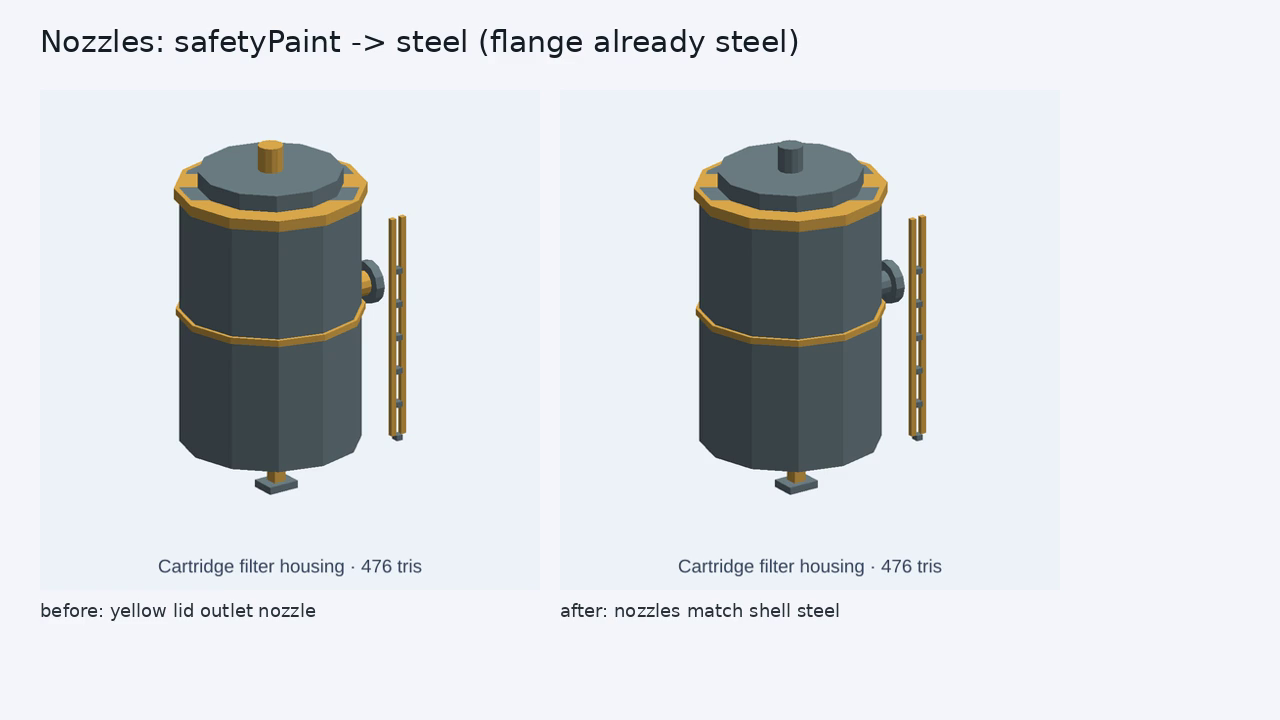 Nozzles: safetyPaint -> steel (flange already steel)
Cartridge filter housing · 476 tris
Cartridge filter housing · 476 tris
before: yellow lid outlet nozzle
after: nozzles match shell steel